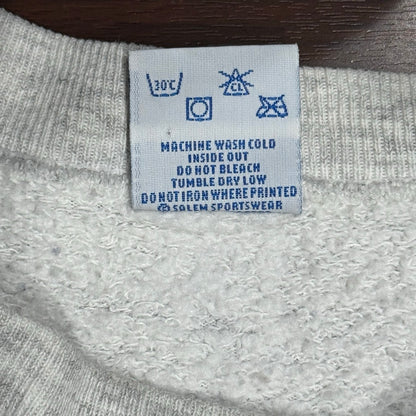 30°C
CL
MACHINE WASH COLD
INSIDE OUT
DO NOT BLEACH
TUMBLE DRY LOW
DO NOT IRON WHERE PRINTED
© SALEM SPORTSWEAR